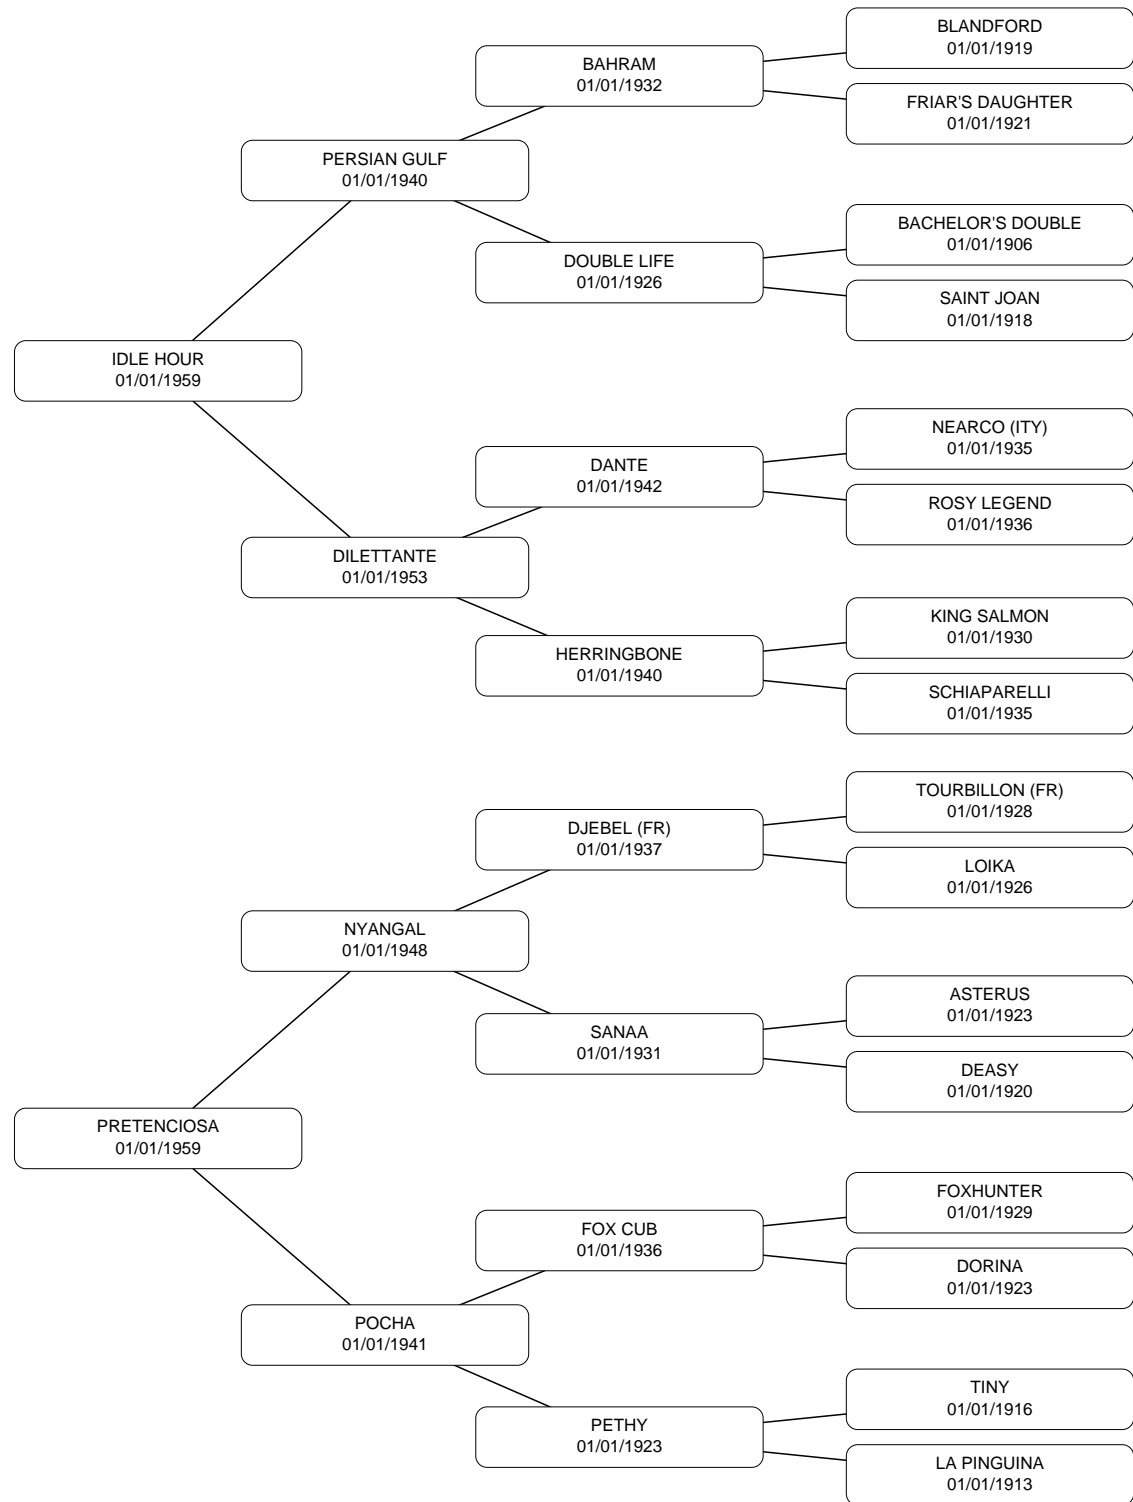 BLANDFORD
01/01/1919
BAHRAM
01/01/1932
FRIAR'S DAUGHTER
01/01/1921
PERSIAN GULF
01/01/1940
BACHELOR'S DOUBLE
01/01/1906
DOUBLE LIFE
01/01/1926
SAINT JOAN
01/01/1918
IDLE HOUR
01/01/1959
NEARCO (ITY)
01/01/1935
DANTE
01/01/1942
ROSY LEGEND
01/01/1936
DILETTANTE
01/01/1953
KING SALMON
01/01/1930
HERRINGBONE
01/01/1940
SCHIAPARELLI
01/01/1935
TOURBILLON (FR)
01/01/1928
DJEBEL (FR)
01/01/1937
LOIKA
01/01/1926
NYANGAL
01/01/1948
ASTERUS
01/01/1923
SANAA
01/01/1931
DEASY
01/01/1920
PRETENCIOSA
01/01/1959
FOXHUNTER
01/01/1929
FOX CUB
01/01/1936
DORINA
01/01/1923
POCHA
01/01/1941
TINY
01/01/1916
PETHY
01/01/1923
LA PINGUINA
01/01/1913